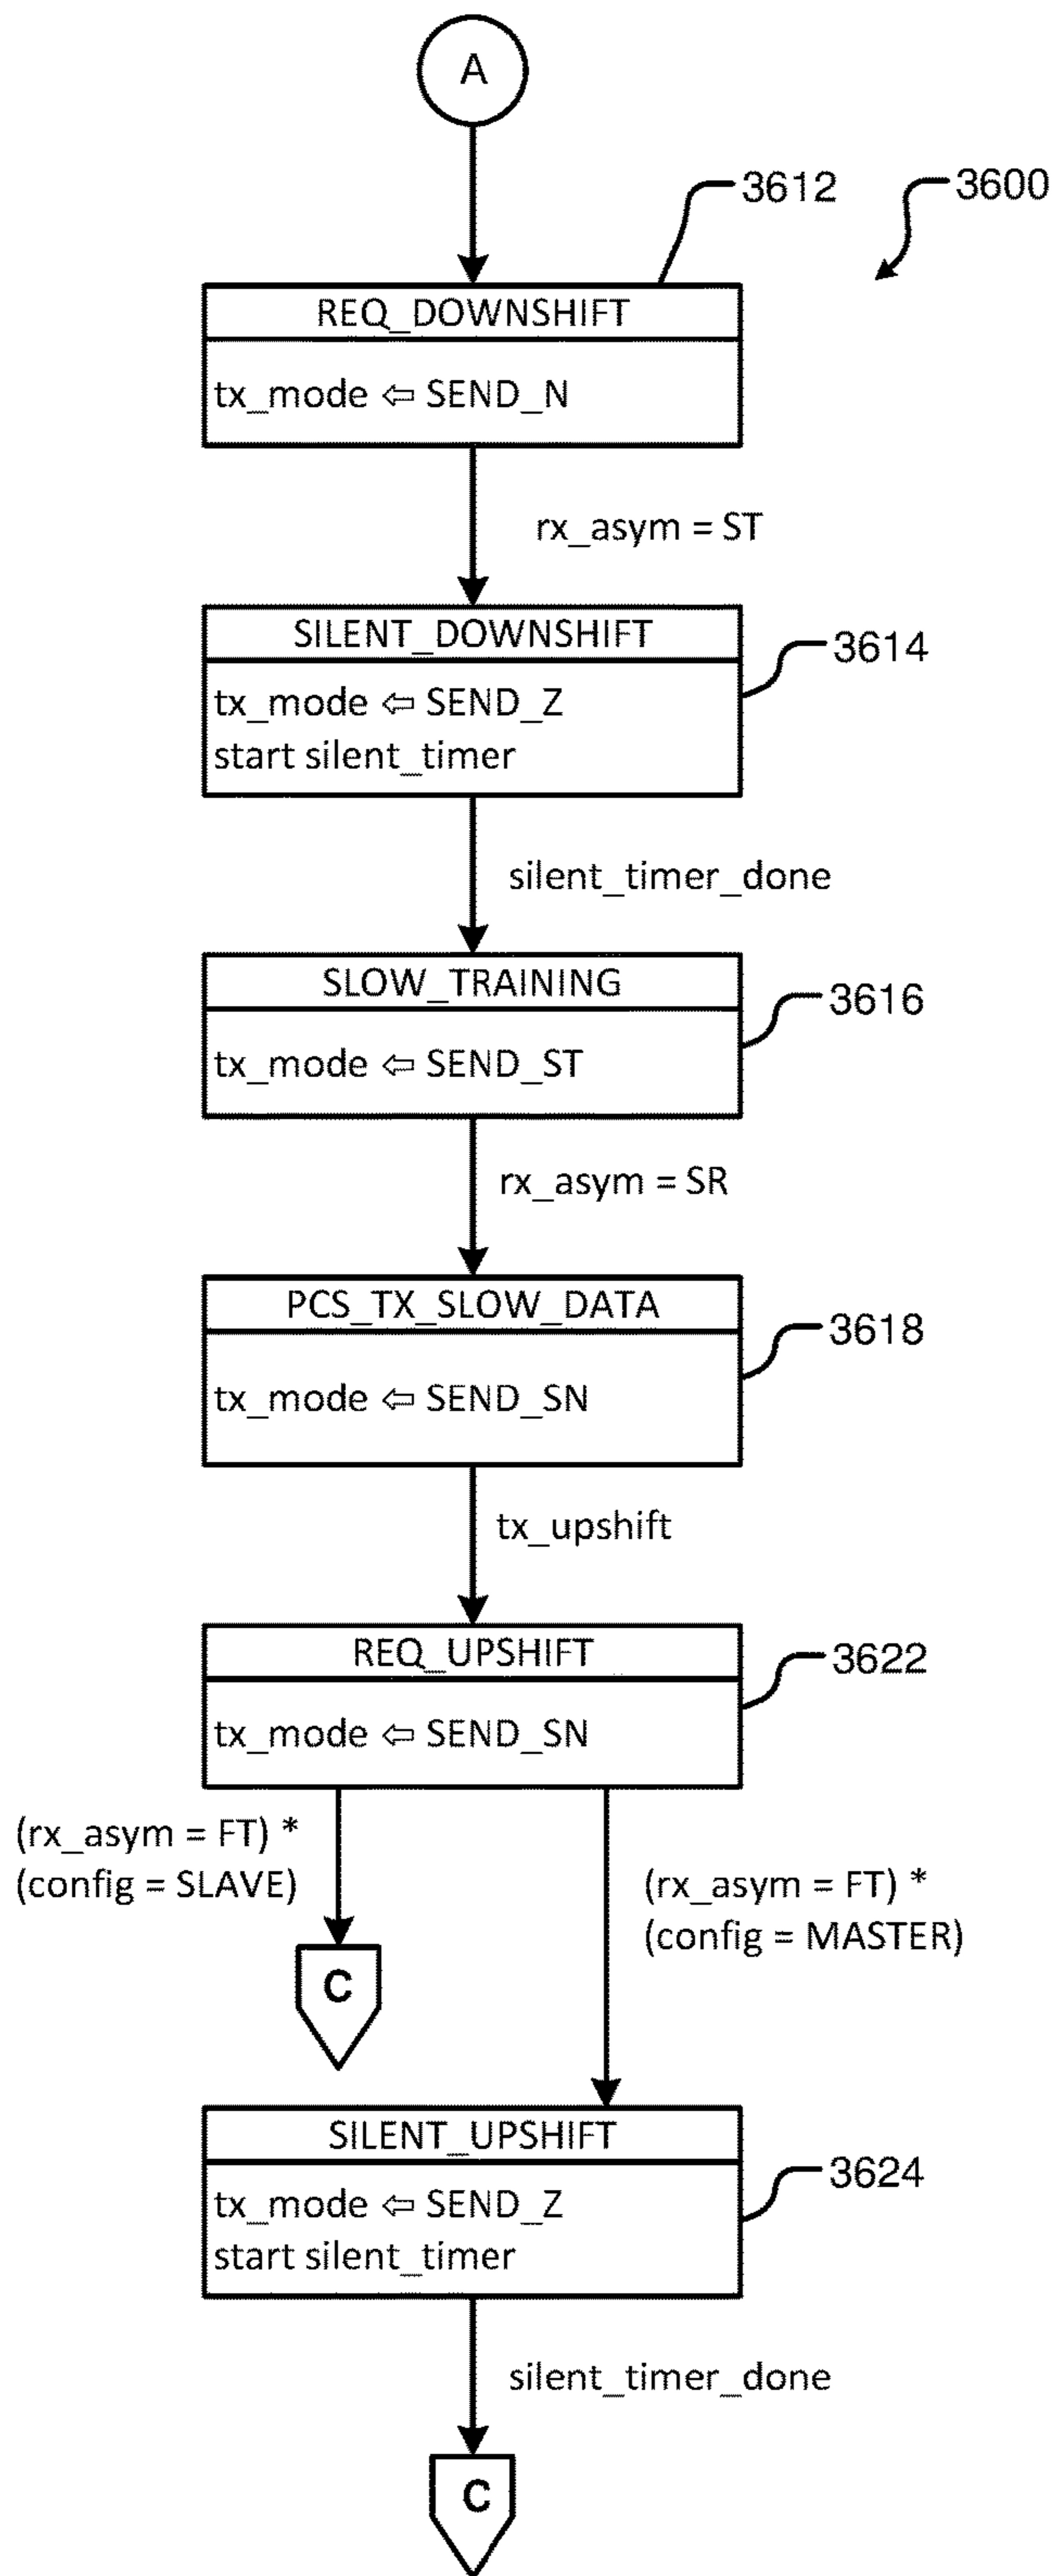 A
3612
3600
REQ_DOWNSHIFT
tx_mode ⇦ SEND_N
rx_asym = ST
SILENT_DOWNSHIFT
3614
tx_mode ⇦ SEND_Z
start silent_timer
silent_timer_done
SLOW_TRAINING
3616
tx_mode ⇦ SEND_ST
rx_asym = SR
PCS_TX_SLOW_DATA
3618
tx_mode ⇦ SEND_SN
tx_upshift
REQ_UPSHIFT
3622
tx_mode ⇦ SEND_SN
(rx_asym = FT) *
(config = SLAVE)
(rx_asym = FT) *
(config = MASTER)
C
SILENT_UPSHIFT
3624
tx_mode ⇦ SEND_Z
start silent_timer
silent_timer_done
C